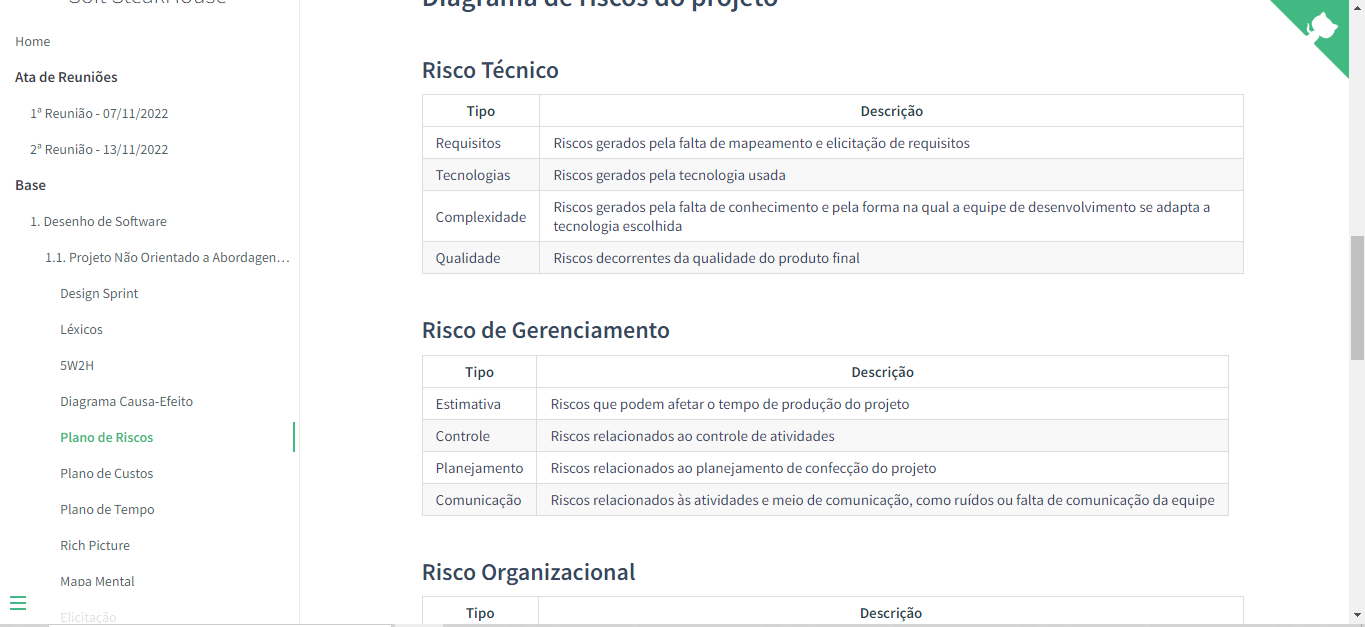 Soft SteakHouse
Home
Ata de Reuniões
1ª Reunião - 07/11/2022
2ª Reunião - 13/11/2022
Base
1. Desenho de Software
1.1. Projeto Não Orientado a Abordagen…
Design Sprint
Léxicos
5W2H
Diagrama Causa-Efeito
Plano de Riscos
Plano de Custos
Plano de Tempo
Rich Picture
Mapa Mental
Elicitação
Diagrama de riscos do projeto
Risco Técnico
Tipo Descrição
Requisitos Riscos gerados pela falta de mapeamento e elicitação de requisitos
Tecnologias Riscos gerados pela tecnologia usada
Complexidade Riscos gerados pela falta de conhecimento e pela forma na qual a equipe de desenvolvimento se adapta a
tecnologia escolhida
Qualidade Riscos decorrentes da qualidade do produto final
Risco de Gerenciamento
Tipo Descrição
Estimativa Riscos que podem afetar o tempo de produção do projeto
Controle Riscos relacionados ao controle de atividades
Planejamento Riscos relacionados ao planejamento de confecção do projeto
Comunicação Riscos relacionados às atividades e meio de comunicação, como ruídos ou falta de comunicação da equipe
Risco Organizacional
Tipo Descrição